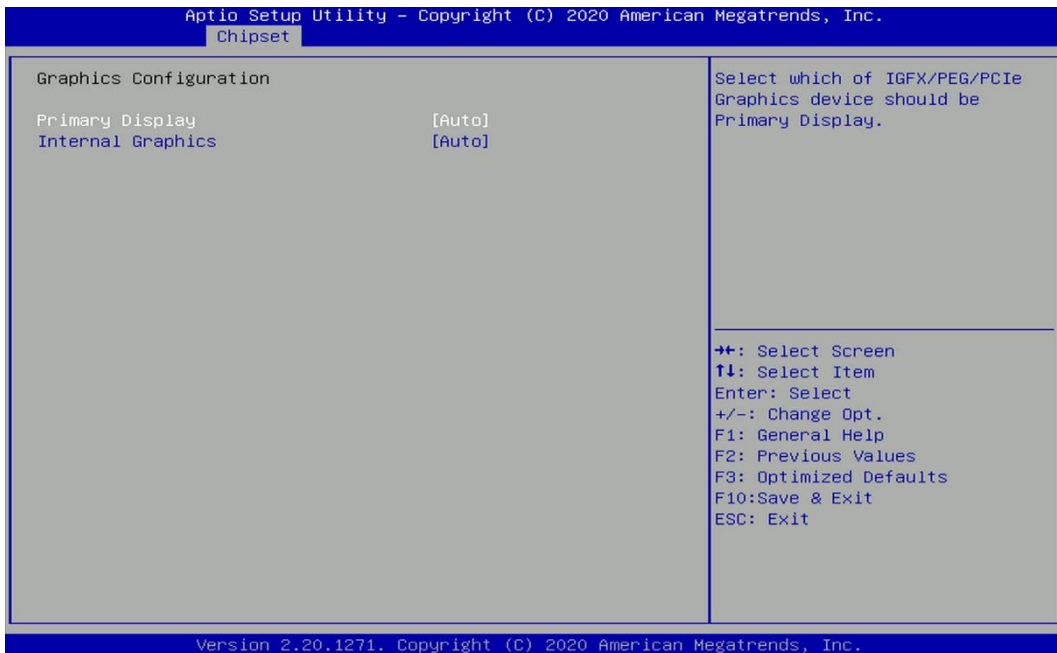 Aptio Setup Utility – Copyright (C) 2020 American Megatrends, Inc.
Chipset
Graphics Configuration
Primary Display [Auto]
Internal Graphics [Auto]
Select which of IGFX/PEG/PCIe
Graphics device should be
Primary Display.
→←: Select Screen
↑↓: Select Item
Enter: Select
+/-: Change Opt.
F1: General Help
F2: Previous Values
F3: Optimized Defaults
F10:Save & Exit
ESC: Exit
Version 2.20.1271. Copyright (C) 2020 American Megatrends, Inc.